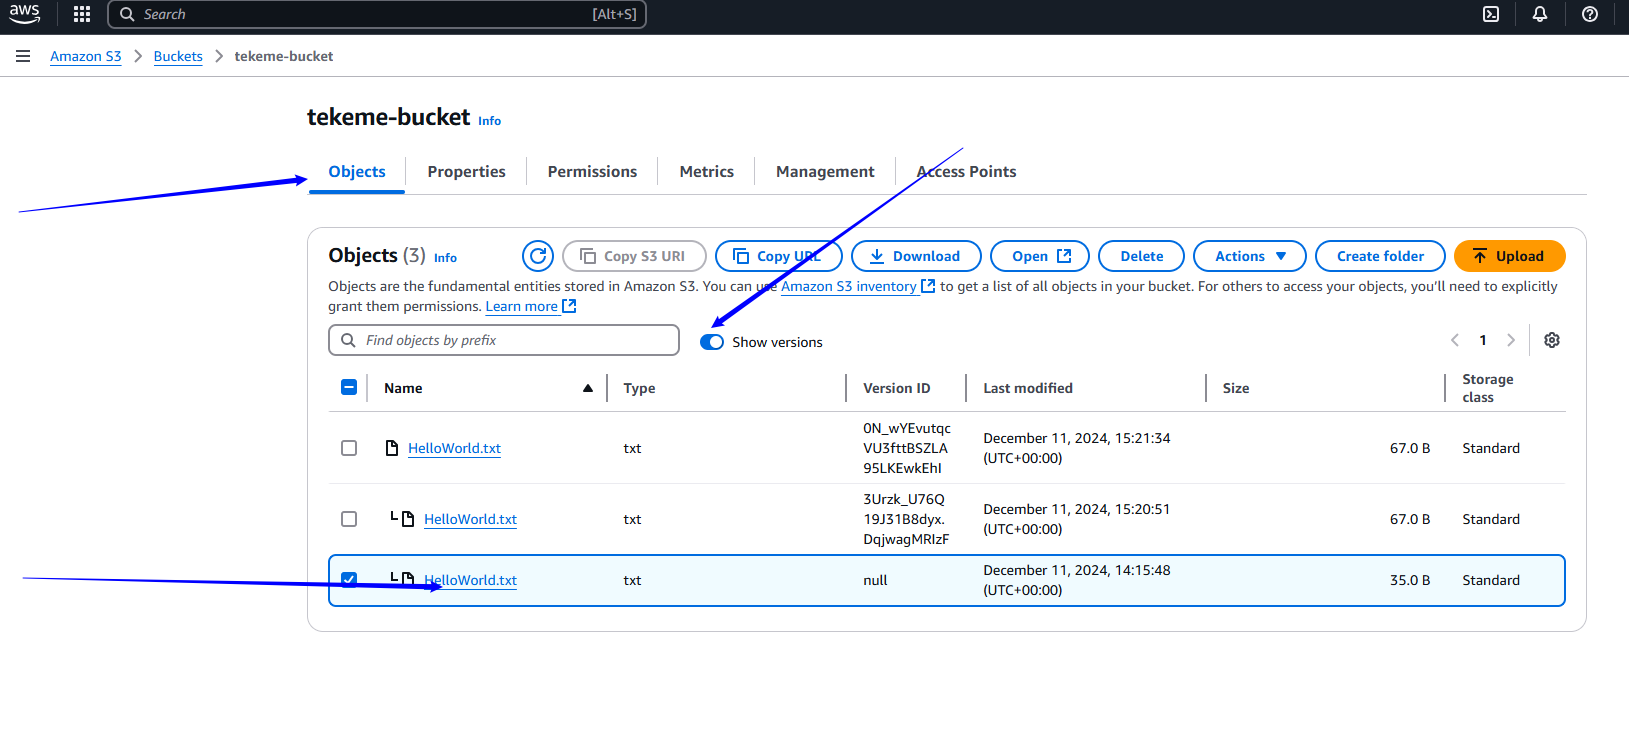 aws
Search [Alt+S]
Amazon S3 > Buckets > tekeme-bucket
tekeme-bucket Info
Objects Properties Permissions Metrics Management Access Points
Objects (3) Info Copy S3 URI Copy URL Download Open Delete Actions Create folder Upload
Objects are the fundamental entities stored in Amazon S3. You can use Amazon S3 inventory to get a list of all objects in your bucket. For others to access your objects, you’ll need to explicitly
grant them permissions. Learn more
Find objects by prefix Show versions 1
Name Type Version ID Last modified Size Storage
class
HelloWorld.txt txt 0N_wYEvutqc
VU3fttBSZLA
95LKEwkEhI December 11, 2024, 15:21:34
(UTC+00:00) 67.0 B Standard
HelloWorld.txt txt 3Urzk_U76Q
19J31B8dyx.
DqjwagMRIzF December 11, 2024, 15:20:51
(UTC+00:00) 67.0 B Standard
HelloWorld.txt txt null December 11, 2024, 14:15:48
(UTC+00:00) 35.0 B Standard